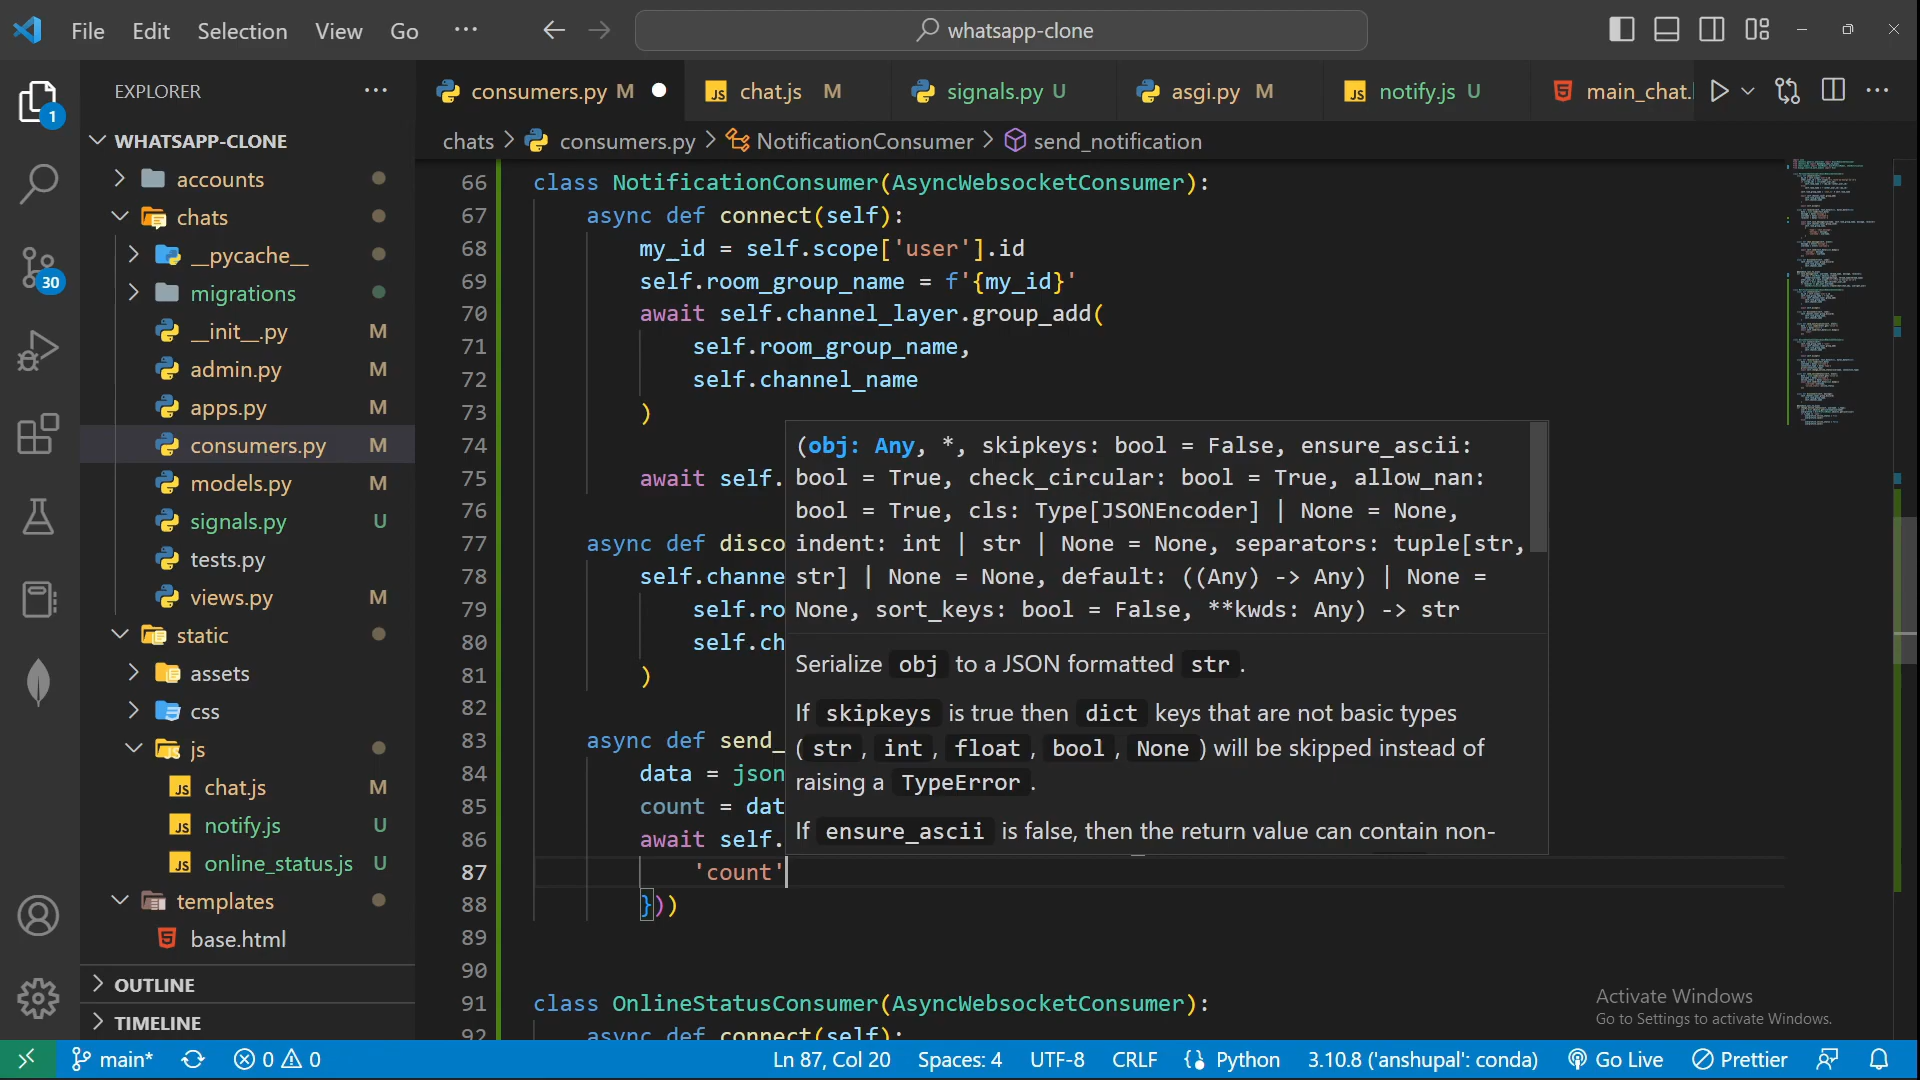 File Edit Selection View Go ··· whatsapp-clone
EXPLORER ···
WHATSAPP-CLONE
accounts
chats
__pycache__
migrations
__init__.py M
admin.py M
apps.py M
consumers.py M
models.py M
signals.py U
tests.py
views.py M
static
assets
css
js
chat.js M
notify.js U
online_status.js U
templates
base.html
OUTLINE
TIMELINE
1
30
consumers.py M
JS chat.js M
signals.py U
asgi.py M
JS notify.js U
main_chat.
chats > consumers.py > NotificationConsumer > send_notification
66 class NotificationConsumer(AsyncWebsocketConsumer):
67 async def connect(self):
68 my_id = self.scope['user'].id
69 self.room_group_name = f'{my_id}'
70 await self.channel_layer.group_add(
71 self.room_group_name,
72 self.channel_name
73 )
74
75 await self.
76
77 async def disco
78 self.channe
79 self.ro
80 self.ch
81 )
82
83 async def send_
84 data = json
85 count = dat
86 await self.
87 'count'
88 }))
89
90
91 class OnlineStatusConsumer(AsyncWebsocketConsumer):
92 async def connect(self):
(obj: Any, *, skipkeys: bool = False, ensure_ascii:
bool = True, check_circular: bool = True, allow_nan:
bool = True, cls: Type[JSONEncoder] | None = None,
indent: int | str | None = None, separators: tuple[str,
str] | None = None, default: ((Any) -> Any) | None =
None, sort_keys: bool = False, **kwds: Any) -> str
Serialize obj to a JSON formatted str.
If skipkeys is true then dict keys that are not basic types
(str, int, float, bool, None) will be skipped instead of
raising a TypeError.
If ensure_ascii is false, then the return value can contain non-
Activate Windows
Go to Settings to activate Windows.
main* 0 0 Ln 87, Col 20 Spaces: 4 UTF-8 CRLF Python 3.10.8 ('anshupal': conda) Go Live Prettier